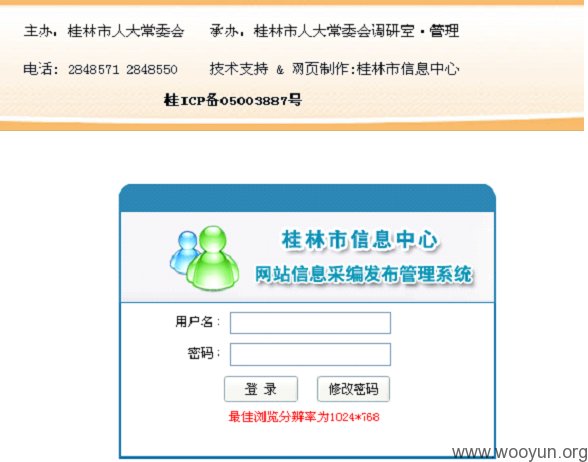 主办：桂林市人大常委会 承办：桂林市人大常委会调研室·管理
电话: 2848571 2848550 技术支持 & 网页制作:桂林市信息中心
桂ICP备05003887号
桂林市信息中心
网站信息采编发布管理系统
用户名：
密码：
登 录 修改密码
最佳浏览分辨率为1024*768
www.wooyun.org